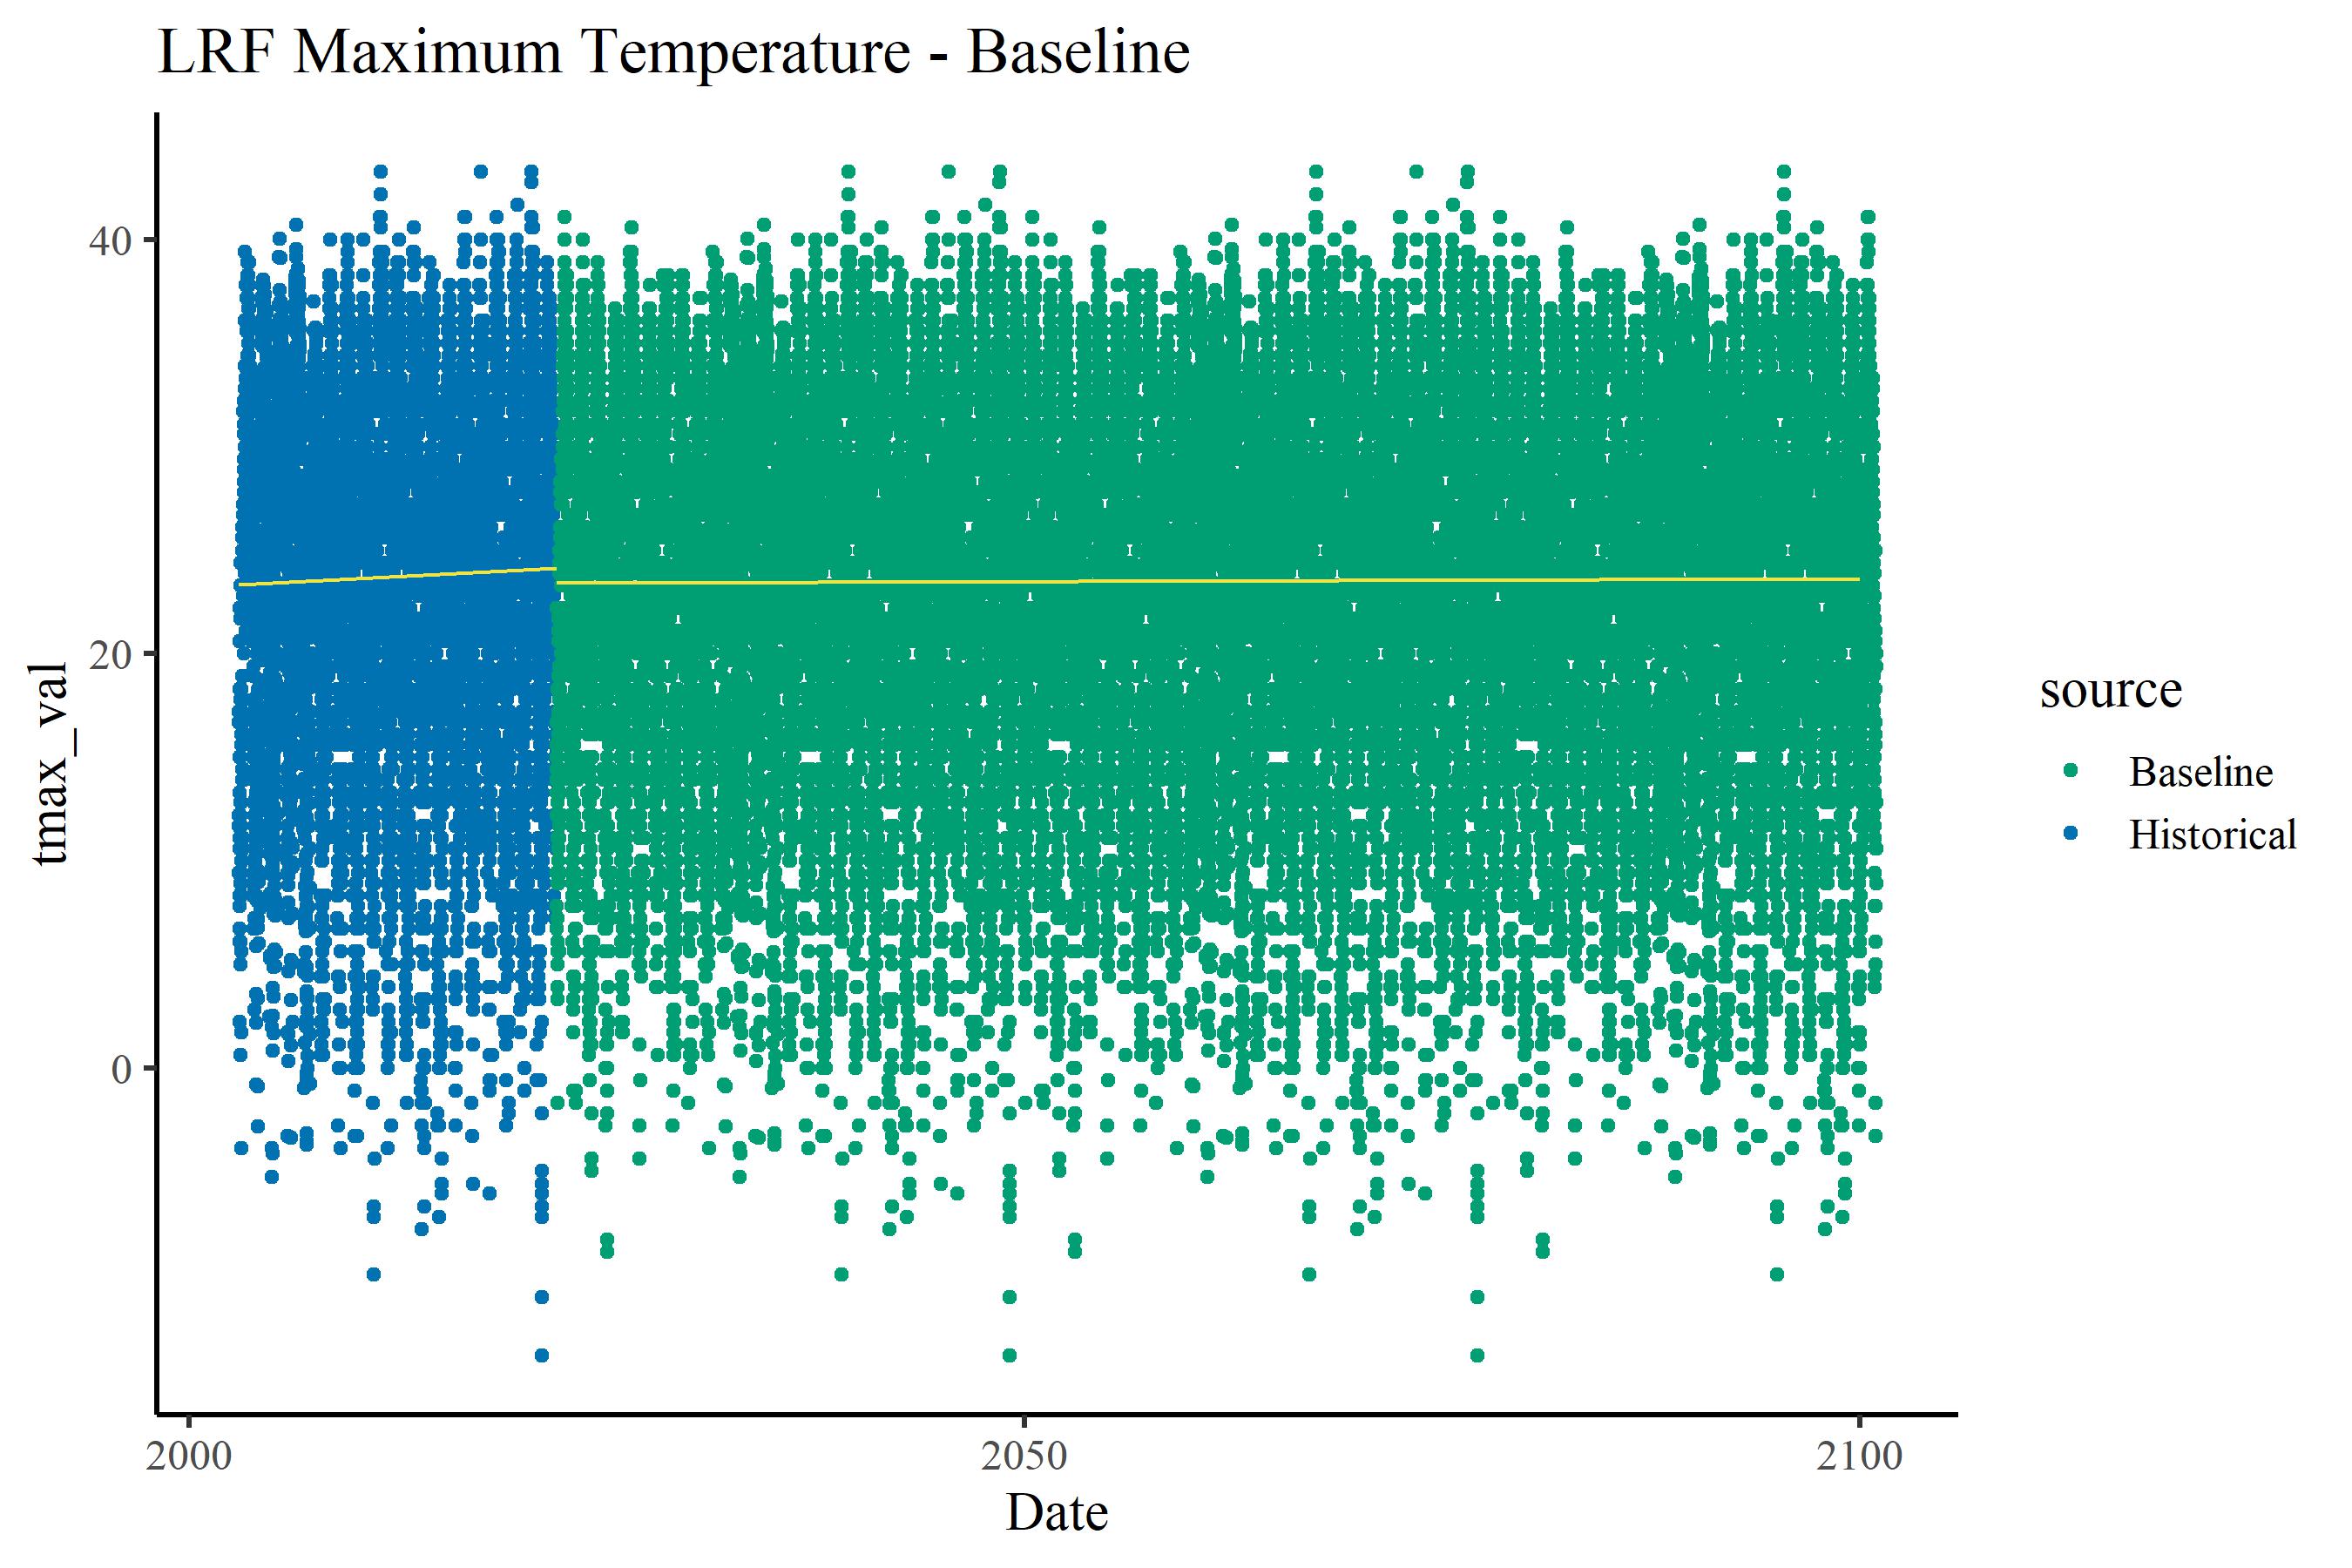 LRF Maximum Temperature - Baseline
tmax_val
40
20
0
2000
2050
2100
Date
source
Baseline
Historical